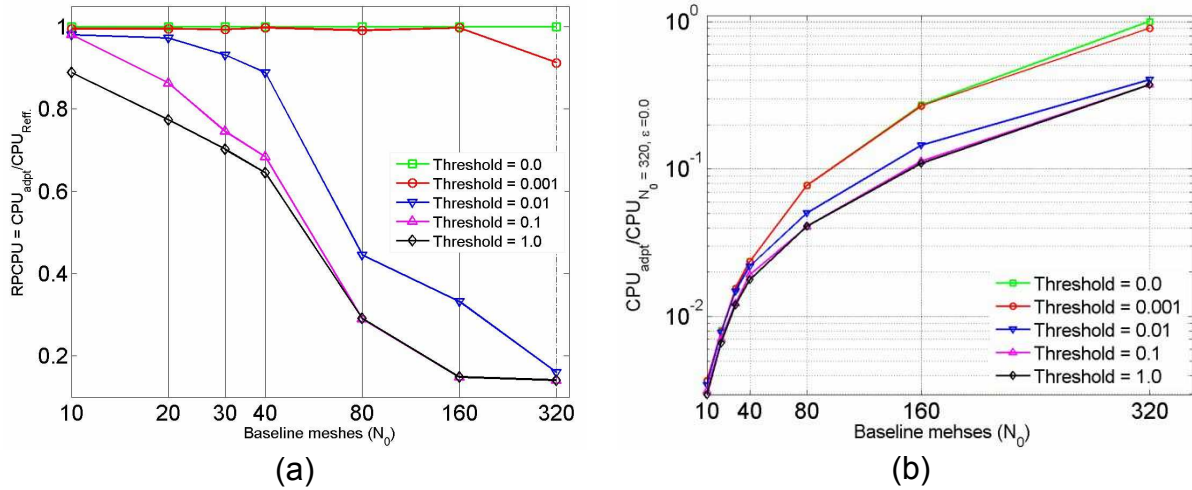 1
0.8
0.6
0.4
0.2
RPCPU = CPU_adpt/CPU_Reff.
Threshold = 0.0
Threshold = 0.001
Threshold = 0.01
Threshold = 0.1
Threshold = 1.0
10 20 30 40 80 160 320
Baseline meshes (N_0)
(a)
10^0
10^-1
10^-2
CPU_adpt/CPU_N_0 = 320, ε =0.0
Threshold = 0.0
Threshold = 0.001
Threshold = 0.01
Threshold = 0.1
Threshold = 1.0
10 40 80 160 320
Baseline mehses (N_0)
(b)